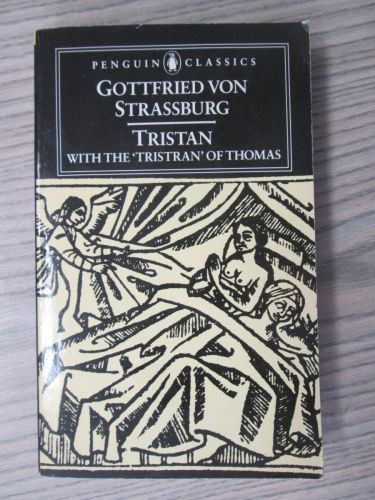 PENGUIN CLASSICS
GOTTFRIED VON
STRASSBURG
TRISTAN
WITH THE 'TRISTRAN' OF THOMAS